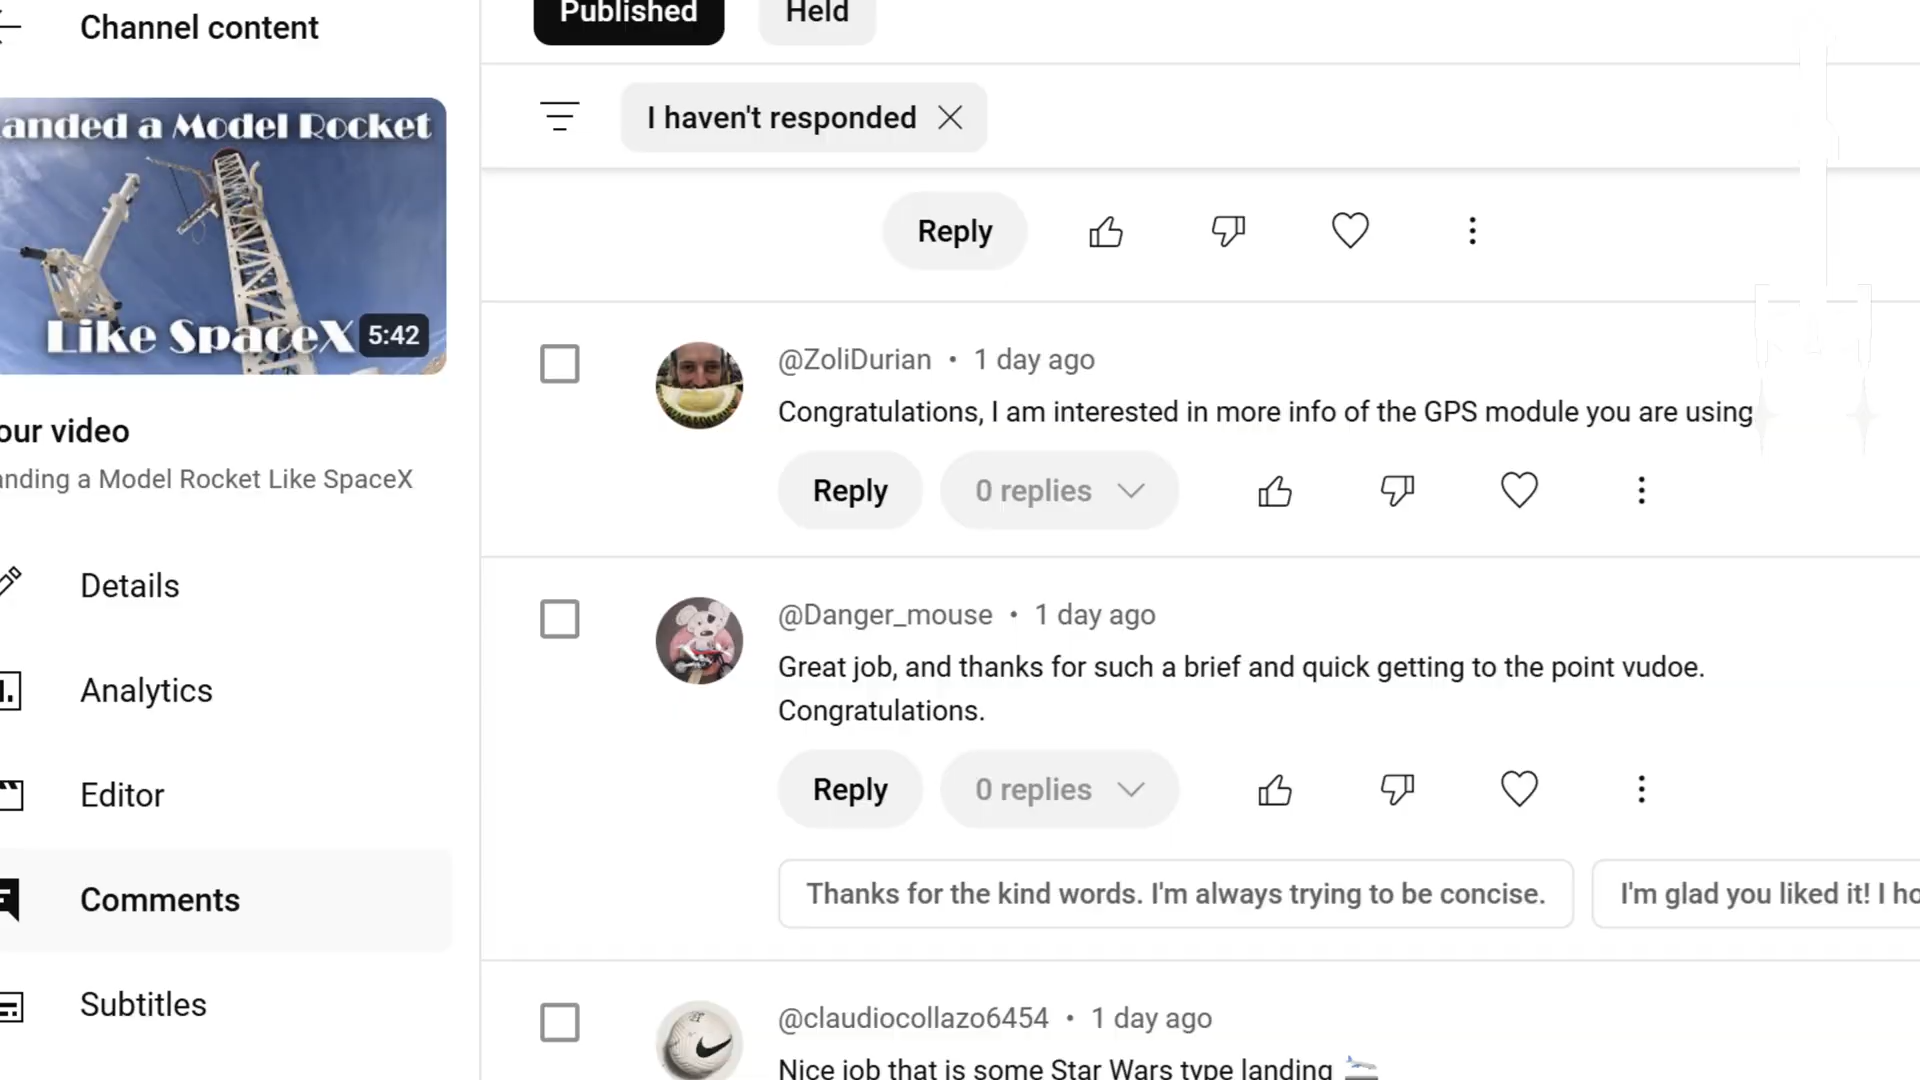 Channel content
Published
Held
I haven't responded
anded a Model Rocket
Like SpaceX
5:42
our video
anding a Model Rocket Like SpaceX
Details
Analytics
Editor
Comments
Subtitles
Reply
@ZoliDurian • 1 day ago
Congratulations, I am interested in more info of the GPS module you are using
Reply
0 replies
@Danger_mouse • 1 day ago
Great job, and thanks for such a brief and quick getting to the point vudoe.
Congratulations.
Reply
0 replies
Thanks for the kind words. I'm always trying to be concise.
I'm glad you liked it! I ho
@claudiocollazo6454 • 1 day ago
Nice job that is some Star Wars type landing 🛬